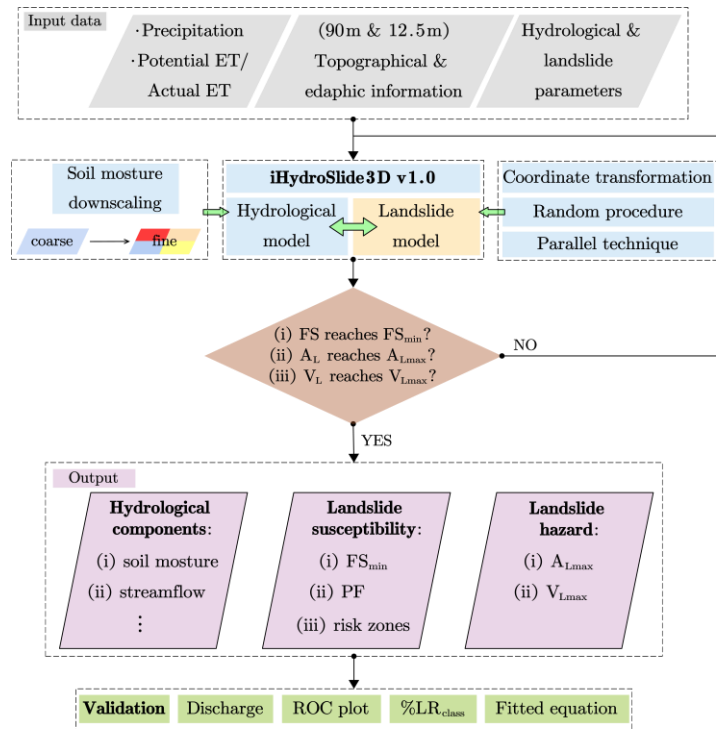 Input data
·Precipitation
·Potential ET/
Actual ET
(90m & 12.5m)
Topographical &
edaphic information
Hydrological &
landslide
parameters
Soil mosture
downscaling
coarse
fine
iHydroSlide3D v1.0
Hydrological
model
Landslide
model
Coordinate transformation
Random procedure
Parallel technique
(i) FS reaches FSmin?
(ii) AL reaches ALmax?
(iii) VL reaches VLmax?
NO
YES
Output
Hydrological
components:
(i) soil mosture
(ii) streamflow
⋮
Landslide
susceptibility:
(i) FSmin
(ii) PF
(iii) risk zones
Landslide
hazard:
(i) ALmax
(ii) VLmax
Validation
Discharge
ROC plot
%LRclass
Fitted equation